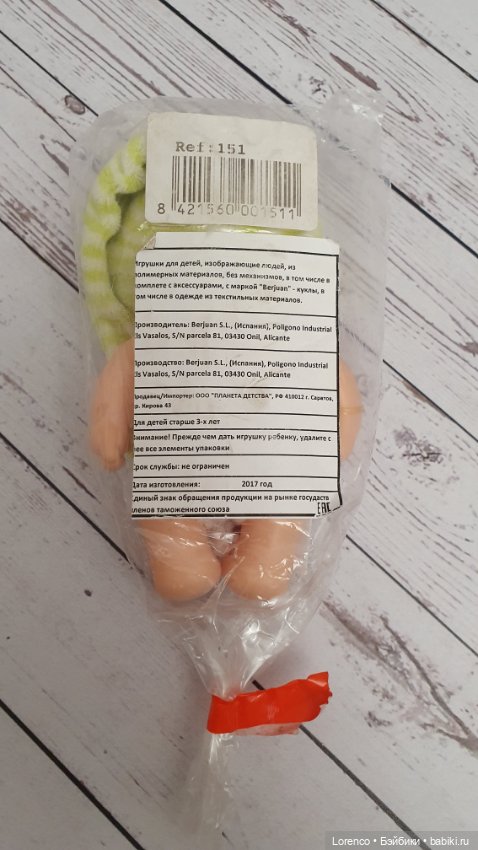 Ref:151
8 421560 001511
Игрушки для детей, изображающие людей, из
полимерных материалов, без механизмов, в том числе в
комплекте с аксессуарами, с маркой "Berjuan" - куклы, в
том числе в одежде из текстильных материалов.
Производитель: Berjuan S.L., (Испания), Poligono Industrial
Els Vasalos, S/N parcela 81, 03430 Onil, Alicante
Производство: Berjuan S.L., (Испания), Poligono Industrial
Els Vasalos, S/N parcela 81, 03430 Onil, Alicante
Продавец/Импортер: ООО "ПЛАНЕТА ДЕТСТВА", РФ 410012 г. Саратов,
пр. Кирова 43
Для детей старше 3-х лет
Внимание! Прежде чем дать игрушку ребенку, удалите с
нее все элементы упаковки
Срок службы: не ограничен
Дата изготовления: 2017 год
Единый знак обращения продукции на рынке государств
членов таможенного союза EAC
Lorenco • Бэйбики • babiki.ru